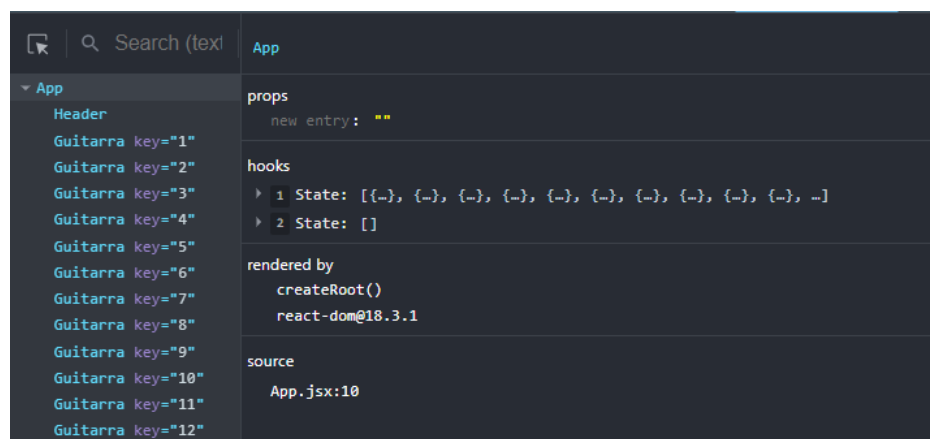 Search (text
App
App
Header
Guitarra key="1"
Guitarra key="2"
Guitarra key="3"
Guitarra key="4"
Guitarra key="5"
Guitarra key="6"
Guitarra key="7"
Guitarra key="8"
Guitarra key="9"
Guitarra key="10"
Guitarra key="11"
Guitarra key="12"
props
new entry: ""
hooks
1 State: [{…}, {…}, {…}, {…}, {…}, {…}, {…}, {…}, {…}, {…}, …]
2 State: []
rendered by
createRoot()
react-dom@18.3.1
source
App.jsx:10